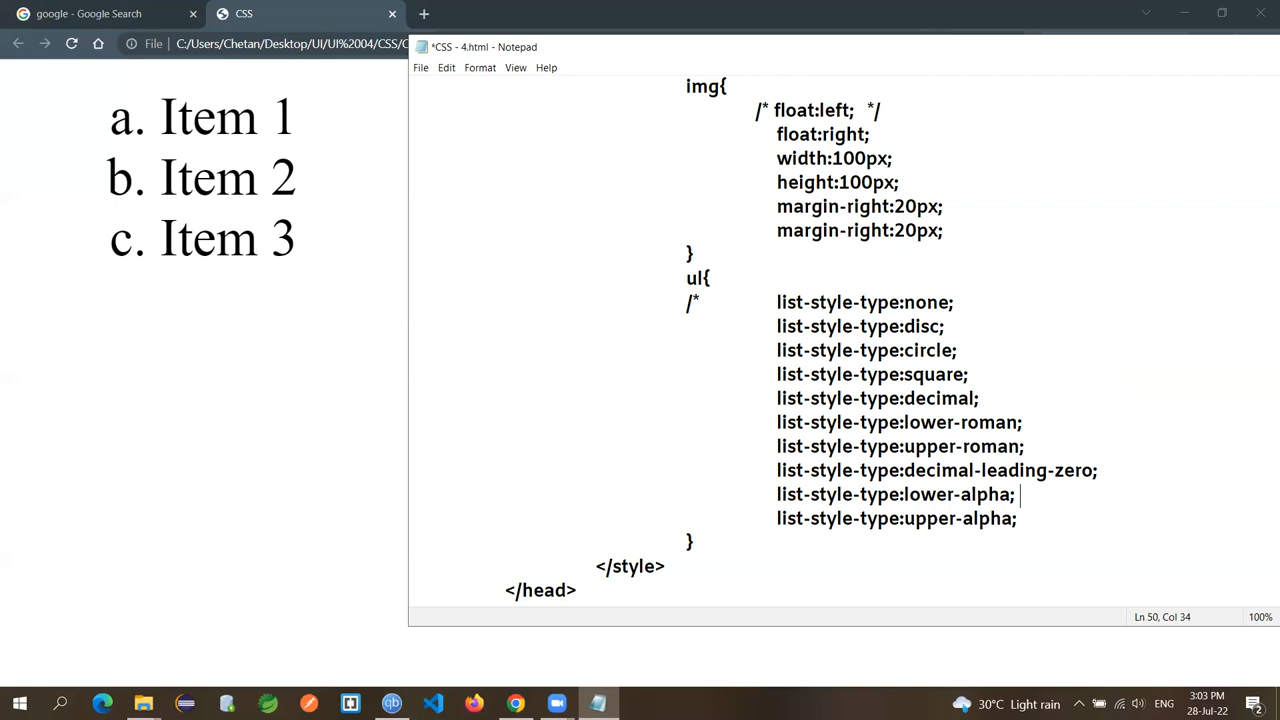 google - Google Search
CSS
File
C:/Users/Chetan/Desktop/UI/UI%2004/CSS/C
*CSS - 4.html - Notepad
File Edit Format View Help
a. Item 1
b. Item 2
c. Item 3
img{
/* float:left; */
float:right;
width:100px;
height:100px;
margin-right:20px;
margin-right:20px;
}
ul{
/* list-style-type:none;
list-style-type:disc;
list-style-type:circle;
list-style-type:square;
list-style-type:decimal;
list-style-type:lower-roman;
list-style-type:upper-roman;
list-style-type:decimal-leading-zero;
list-style-type:lower-alpha;
list-style-type:upper-alpha;
}
</style>
</head>
Ln 50, Col 34
100%
30°C Light rain
ENG
3:03 PM
28-Jul-22
2